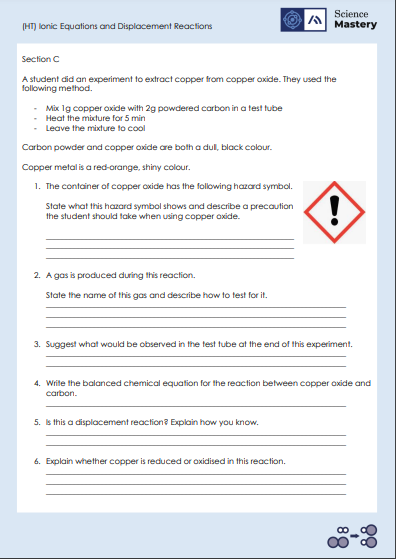 (HT) Ionic Equations and Displacement Reactions
Science
Mastery
Section C
A student did an experiment to extract copper from copper oxide. They used the
following method.
- Mix 1g copper oxide with 2g powdered carbon in a test tube
- Heat the mixture for 5 min
- Leave the mixture to cool
Carbon powder and copper oxide are both a dull, black colour.
Copper metal is a red-orange, shiny colour.
1. The container of copper oxide has the following hazard symbol.
State what this hazard symbol shows and describe a precaution
the student should take when using copper oxide.
2. A gas is produced during this reaction.
State the name of this gas and describe how to test for it.
3. Suggest what would be observed in the test tube at the end of this experiment.
4. Write the balanced chemical equation for the reaction between copper oxide and
carbon.
5. Is this a displacement reaction? Explain how you know.
6. Explain whether copper is reduced or oxidised in this reaction.